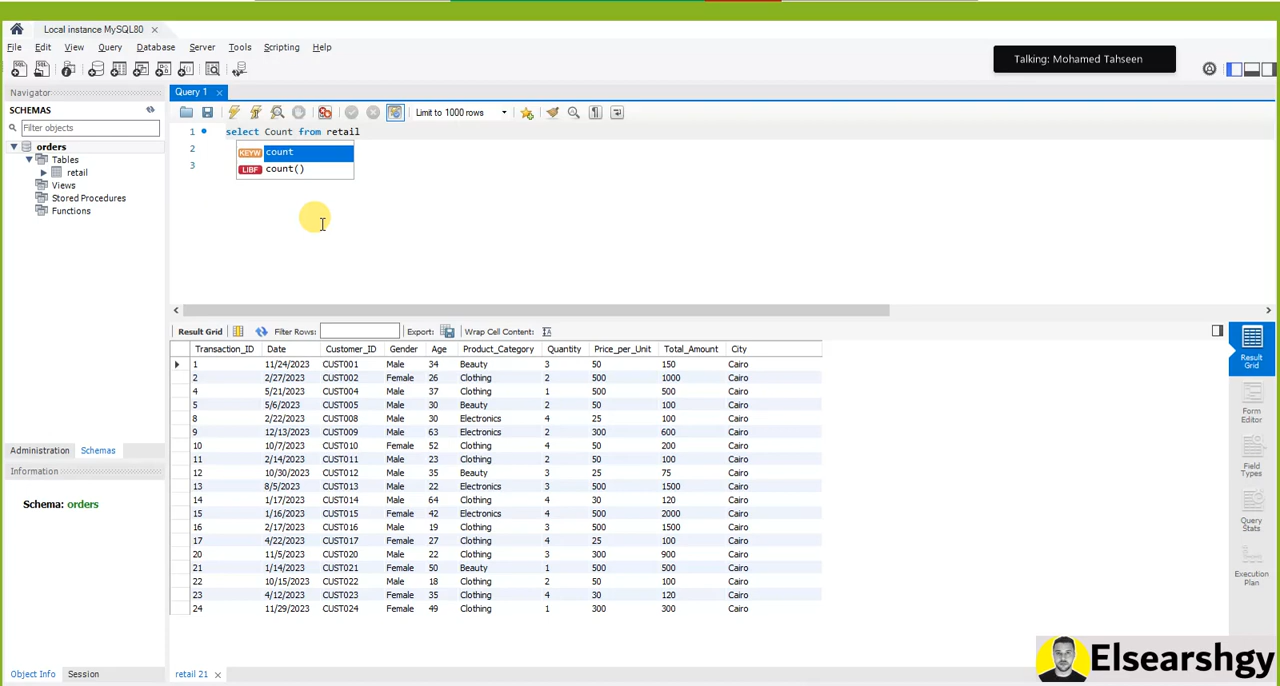 Local instance MySQL80
File Edit View Query Database Server Tools Scripting Help
Talking: Mohamed Tahseen
Navigator
Query 1
SCHEMAS
Limit to 1000 rows
Filter objects
1 select Count from retail
orders
2
KEYW count
Tables
3
LIBF count()
retail
Views
Stored Procedures
Functions
Result Grid Filter Rows: Export: Wrap Cell Content:
Transaction_ID Date Customer_ID Gender Age Product_Category Quantity Price_per_Unit Total_Amount City
1 11/24/2023 CUST001 Male 34 Beauty 3 50 150 Cairo
2 2/27/2023 CUST002 Female 26 Clothing 2 500 1000 Cairo
4 5/21/2023 CUST004 Male 37 Clothing 1 500 500 Cairo
5 5/6/2023 CUST005 Male 30 Beauty 2 50 100 Cairo
8 2/22/2023 CUST008 Male 30 Electronics 4 25 100 Cairo
9 12/13/2023 CUST009 Male 63 Electronics 2 300 600 Cairo
10 10/7/2023 CUST010 Female 52 Clothing 4 50 200 Cairo
11 2/14/2023 CUST011 Male 23 Clothing 2 50 100 Cairo
12 10/30/2023 CUST012 Male 35 Beauty 3 25 75 Cairo
13 8/5/2023 CUST013 Male 22 Electronics 3 500 1500 Cairo
14 1/17/2023 CUST014 Male 64 Clothing 4 30 120 Cairo
15 1/16/2023 CUST015 Female 42 Electronics 4 500 2000 Cairo
16 2/17/2023 CUST016 Male 19 Clothing 3 500 1500 Cairo
17 4/22/2023 CUST017 Female 27 Clothing 4 25 100 Cairo
20 11/5/2023 CUST020 Male 22 Clothing 3 300 900 Cairo
21 1/14/2023 CUST021 Female 50 Beauty 1 500 500 Cairo
22 10/15/2023 CUST022 Male 18 Clothing 2 50 100 Cairo
23 4/12/2023 CUST023 Female 35 Clothing 4 30 120 Cairo
24 11/29/2023 CUST024 Female 49 Clothing 1 300 300 Cairo
Result
Grid
Form
Editor
Field
Types
Query
Stats
Execution
Plan
Administration Schemas
Information
Schema: orders
Object Info Session
retail 21
Elsearshgy